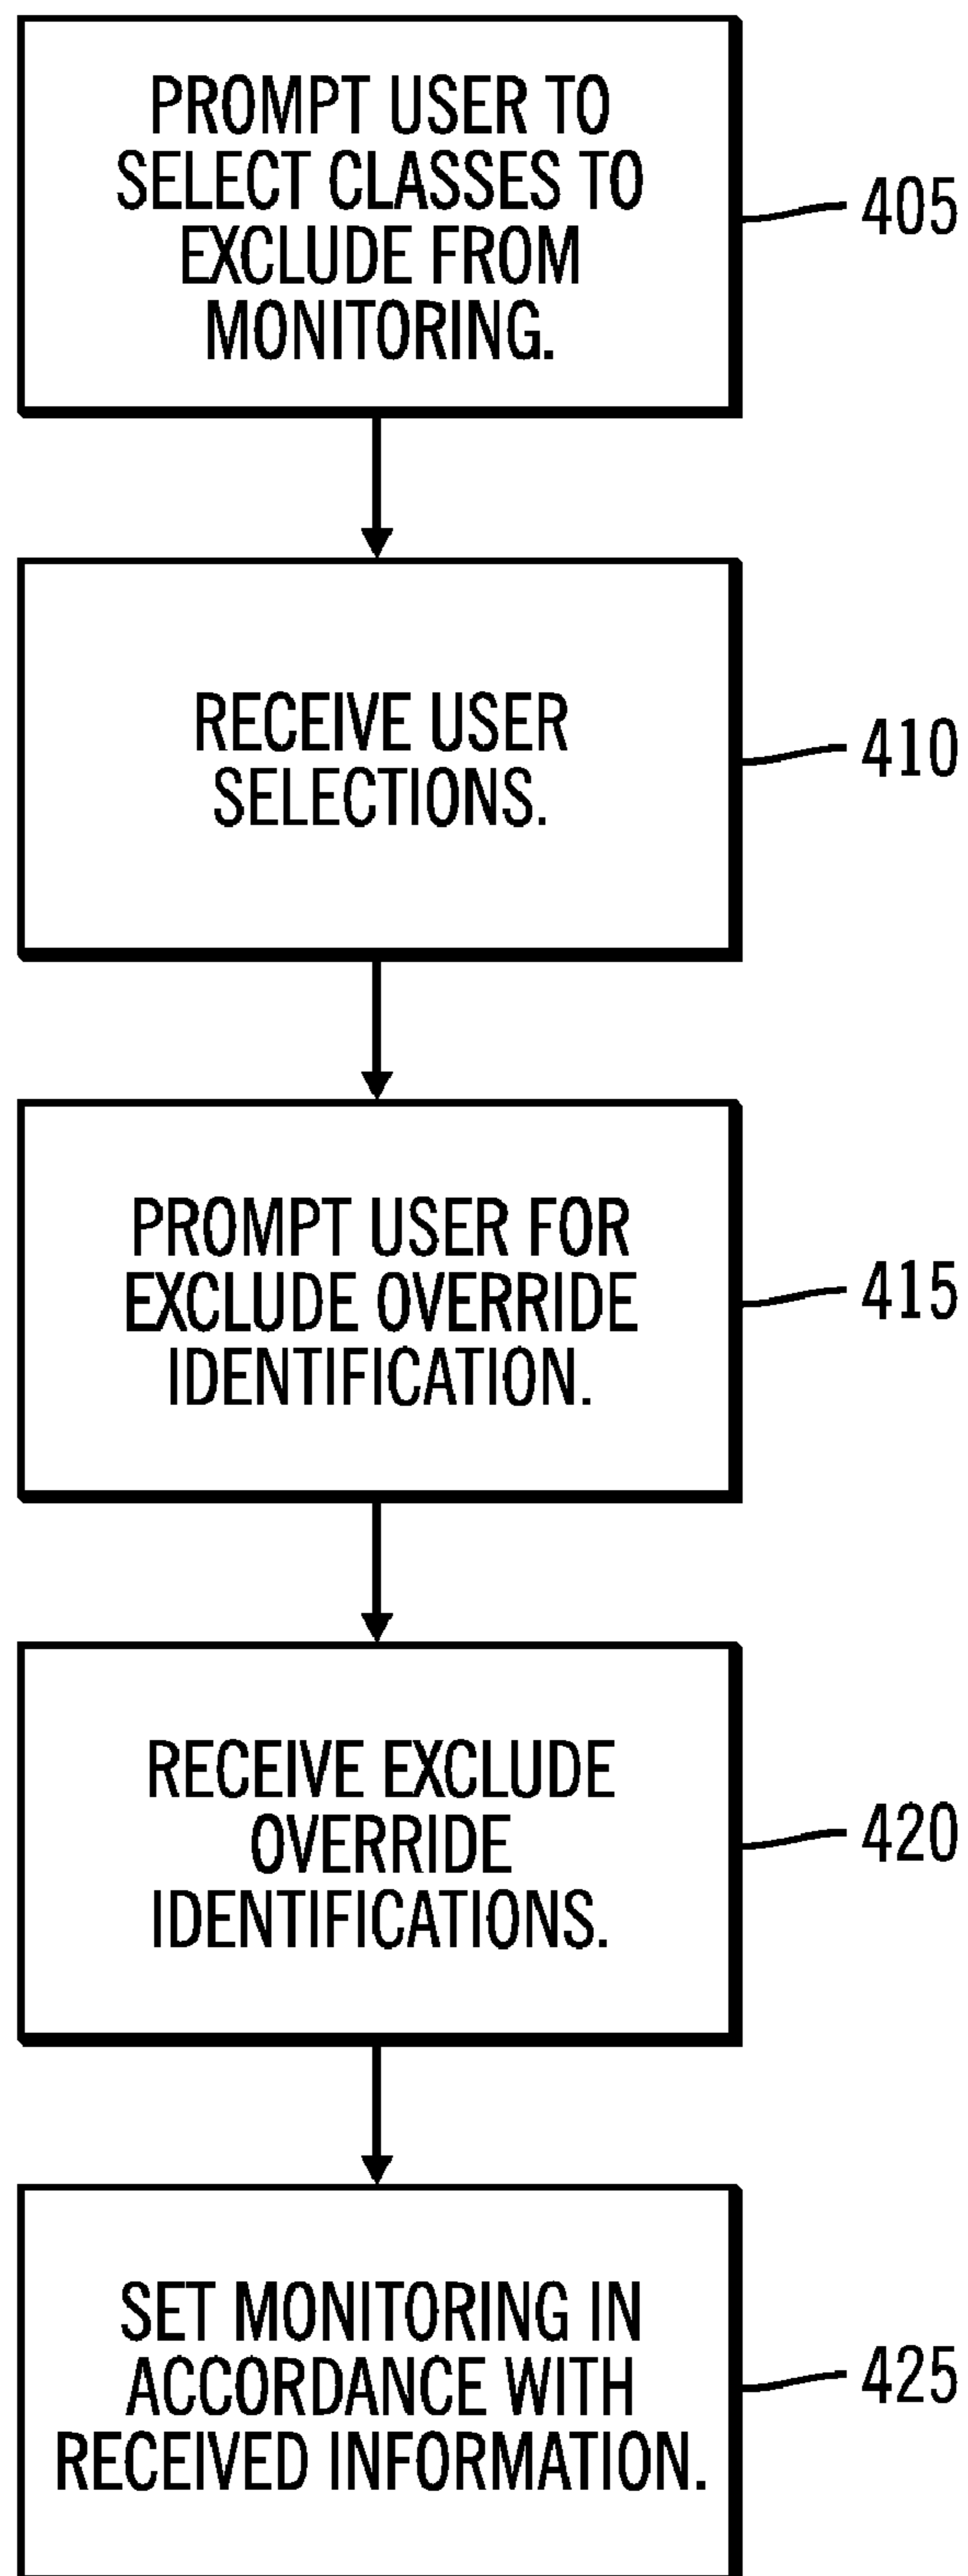 PROMPT USER TO
SELECT CLASSES TO
EXCLUDE FROM
MONITORING.
405
RECEIVE USER
SELECTIONS.
410
PROMPT USER FOR
EXCLUDE OVERRIDE
IDENTIFICATION.
415
RECEIVE EXCLUDE
OVERRIDE
IDENTIFICATIONS.
420
SET MONITORING IN
ACCORDANCE WITH
RECEIVED INFORMATION.
425